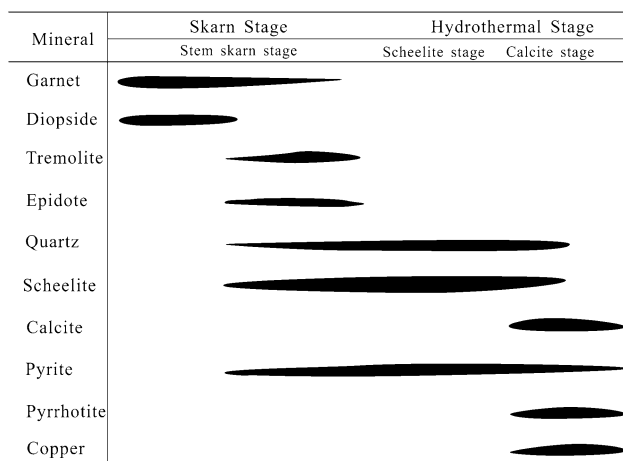 Mineral
Skarn Stage
Hydrothermal Stage
Stem skarn stage
Scheelite stage
Calcite stage
Garnet
Diopside
Tremolite
Epidote
Quartz
Scheelite
Calcite
Pyrite
Pyrrhotite
Copper